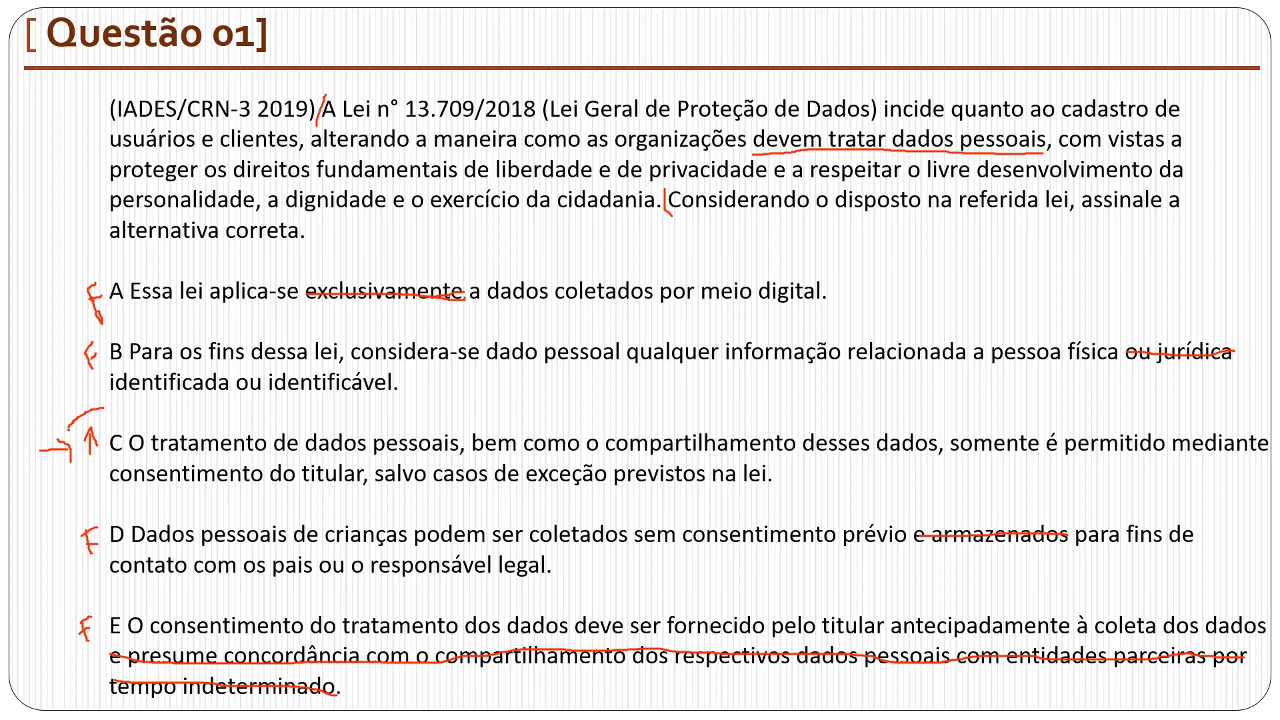 [ Questão 01]
(IADES/CRN-3 2019) A Lei n° 13.709/2018 (Lei Geral de Proteção de Dados) incide quanto ao cadastro de
usuários e clientes, alterando a maneira como as organizações devem tratar dados pessoais, com vistas a
proteger os direitos fundamentais de liberdade e de privacidade e a respeitar o livre desenvolvimento da
personalidade, a dignidade e o exercício da cidadania. Considerando o disposto na referida lei, assinale a
alternativa correta.
F A Essa lei aplica-se exclusivamente a dados coletados por meio digital.
F B Para os fins dessa lei, considera-se dado pessoal qualquer informação relacionada a pessoa física ou jurídica
identificada ou identificável.
C O tratamento de dados pessoais, bem como o compartilhamento desses dados, somente é permitido mediante
consentimento do titular, salvo casos de exceção previstos na lei.
F D Dados pessoais de crianças podem ser coletados sem consentimento prévio e armazenados para fins de
contato com os pais ou o responsável legal.
F E O consentimento do tratamento dos dados deve ser fornecido pelo titular antecipadamente à coleta dos dados
e presume concordância com o compartilhamento dos respectivos dados pessoais com entidades parceiras por
tempo indeterminado.